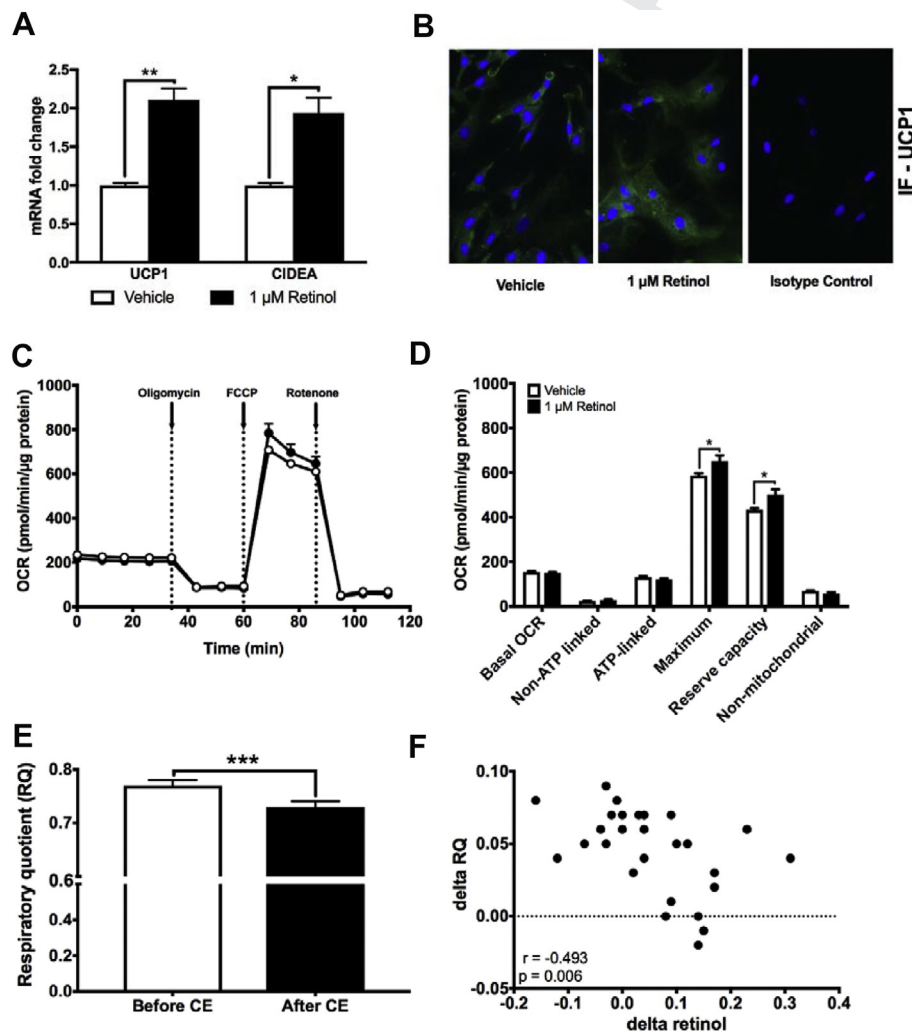 A
mRNA fold change
2.5
2.0
1.5
1.0
0.5
0.0
**
*
UCP1
CIDEA
Vehicle
1 µM Retinol
B
Vehicle
1 µM Retinol
Isotype Control
IF - UCP1
C
OCR (pmol/min/µg protein)
1000
800
600
400
200
0
Oligomycin
FCCP
Rotenone
0 20 40 60 80 100 120
Time (min)
D
OCR (pmol/min/µg protein)
1000
800
600
400
200
0
Vehicle
1 µM Retinol
*
*
Basal OCR
Non-ATP linked
ATP-linked
Maximum
Reserve capacity
Non-mitochondrial
E
Respiratory quotient (RQ)
0.8
0.7
0.6
0.4
0.2
0.0
***
Before CE
After CE
F
delta RQ
0.10
0.05
0.00
-0.05
r = -0.493
p = 0.006
-0.2 -0.1 0.0 0.1 0.2 0.3 0.4
delta retinol